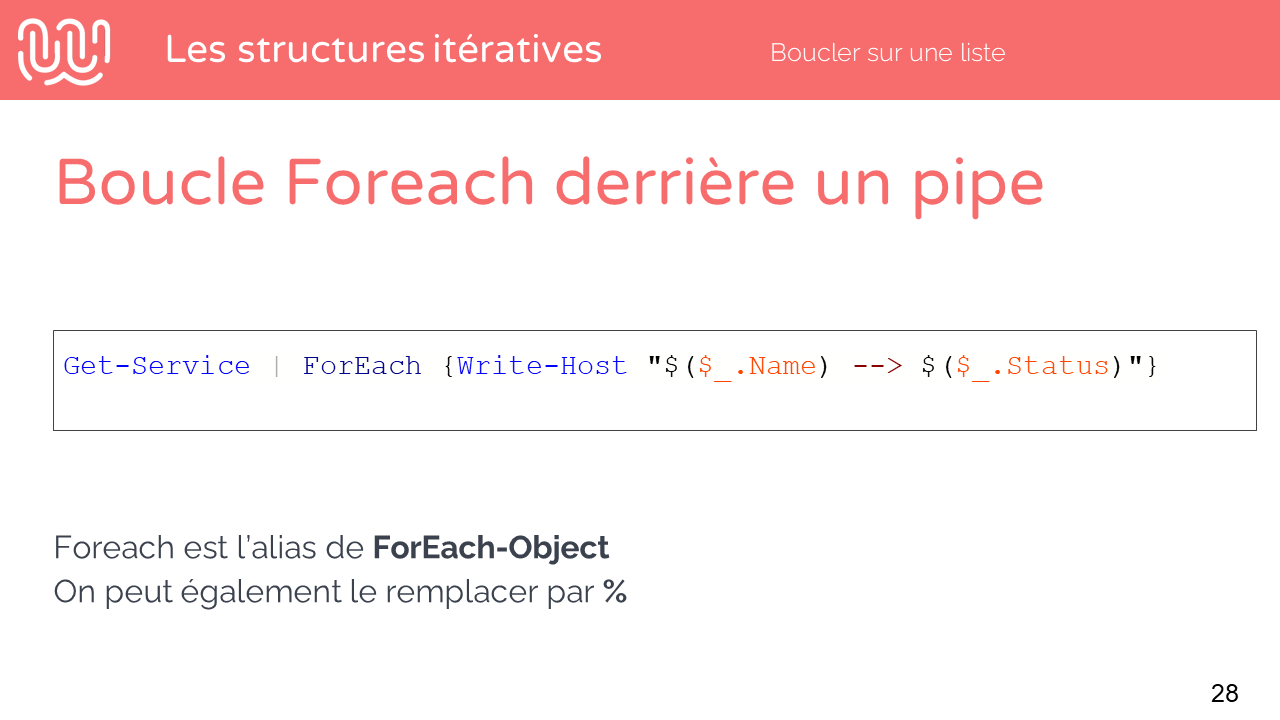 Les structures itératives
Boucler sur une liste
Boucle Foreach derrière un pipe
Get-Service | ForEach {Write-Host "$($_.Name) --> $($_.Status)"}
Foreach est l’alias de ForEach-Object
On peut également le remplacer par %
28